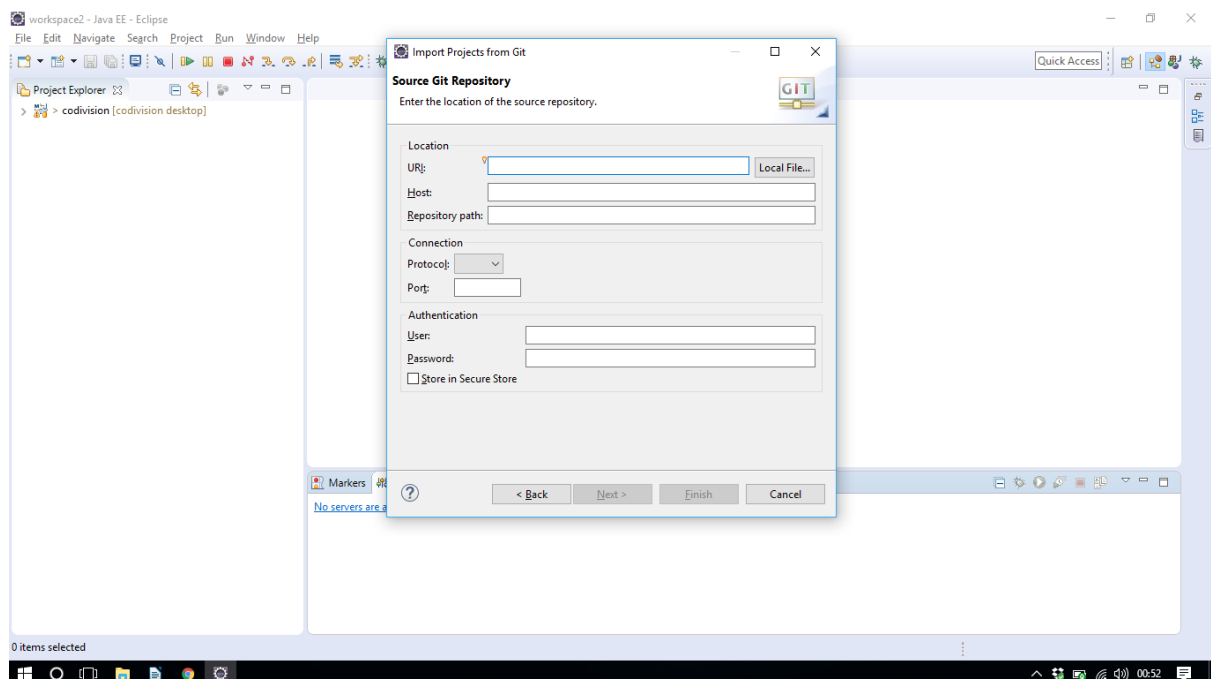 workspace2 - Java EE - Eclipse
File Edit Navigate Search Project Run Window Help
Quick Access
Project Explorer
> codivision [codivision desktop]
Import Projects from Git
Source Git Repository
Enter the location of the source repository.
GIT
Location
URI:
Local File...
Host:
Repository path:
Connection
Protocol:
Port:
Authentication
User:
Password:
Store in Secure Store
? < Back Next > Finish Cancel
Markers
No servers are a
0 items selected
00:52